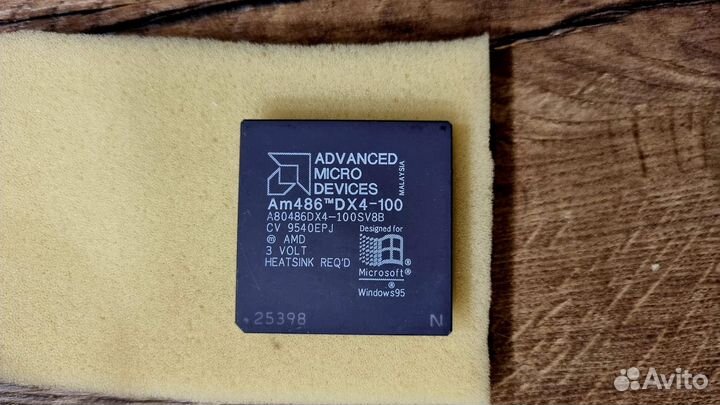 ADVANCED
MICRO
DEVICES
MALAYSIA
Am486™DX4-100
A80486DX4-100SV8B
CV 9540EPJ
ⓜ AMD
3 VOLT
HEATSINK REQ'D
Designed for
®
Microsoft®
®
Windows95
25398
N
Avito